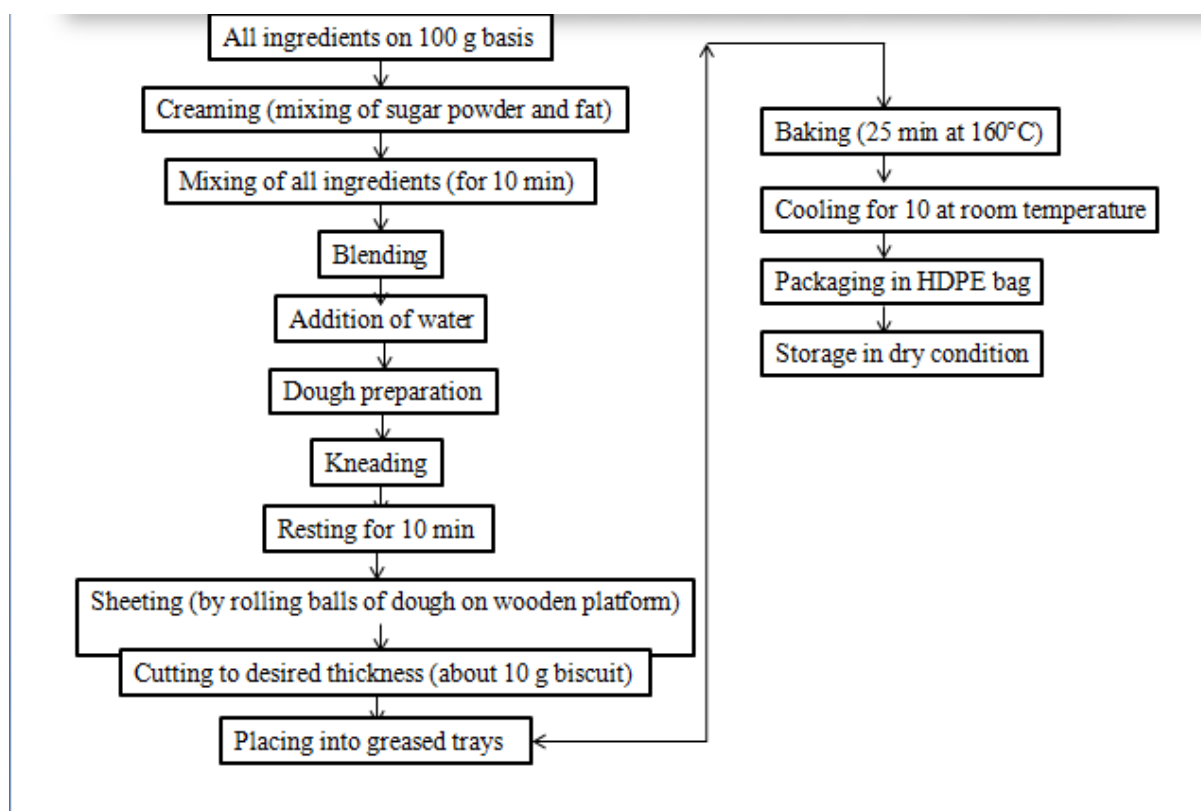 All ingredients on 100 g basis
Creaming (mixing of sugar powder and fat)
Mixing of all ingredients (for 10 min)
Blending
Addition of water
Dough preparation
Kneading
Resting for 10 min
Sheeting (by rolling balls of dough on wooden platform)
Cutting to desired thickness (about 10 g biscuit)
Placing into greased trays
Baking (25 min at 160°C)
Cooling for 10 at room temperature
Packaging in HDPE bag
Storage in dry condition